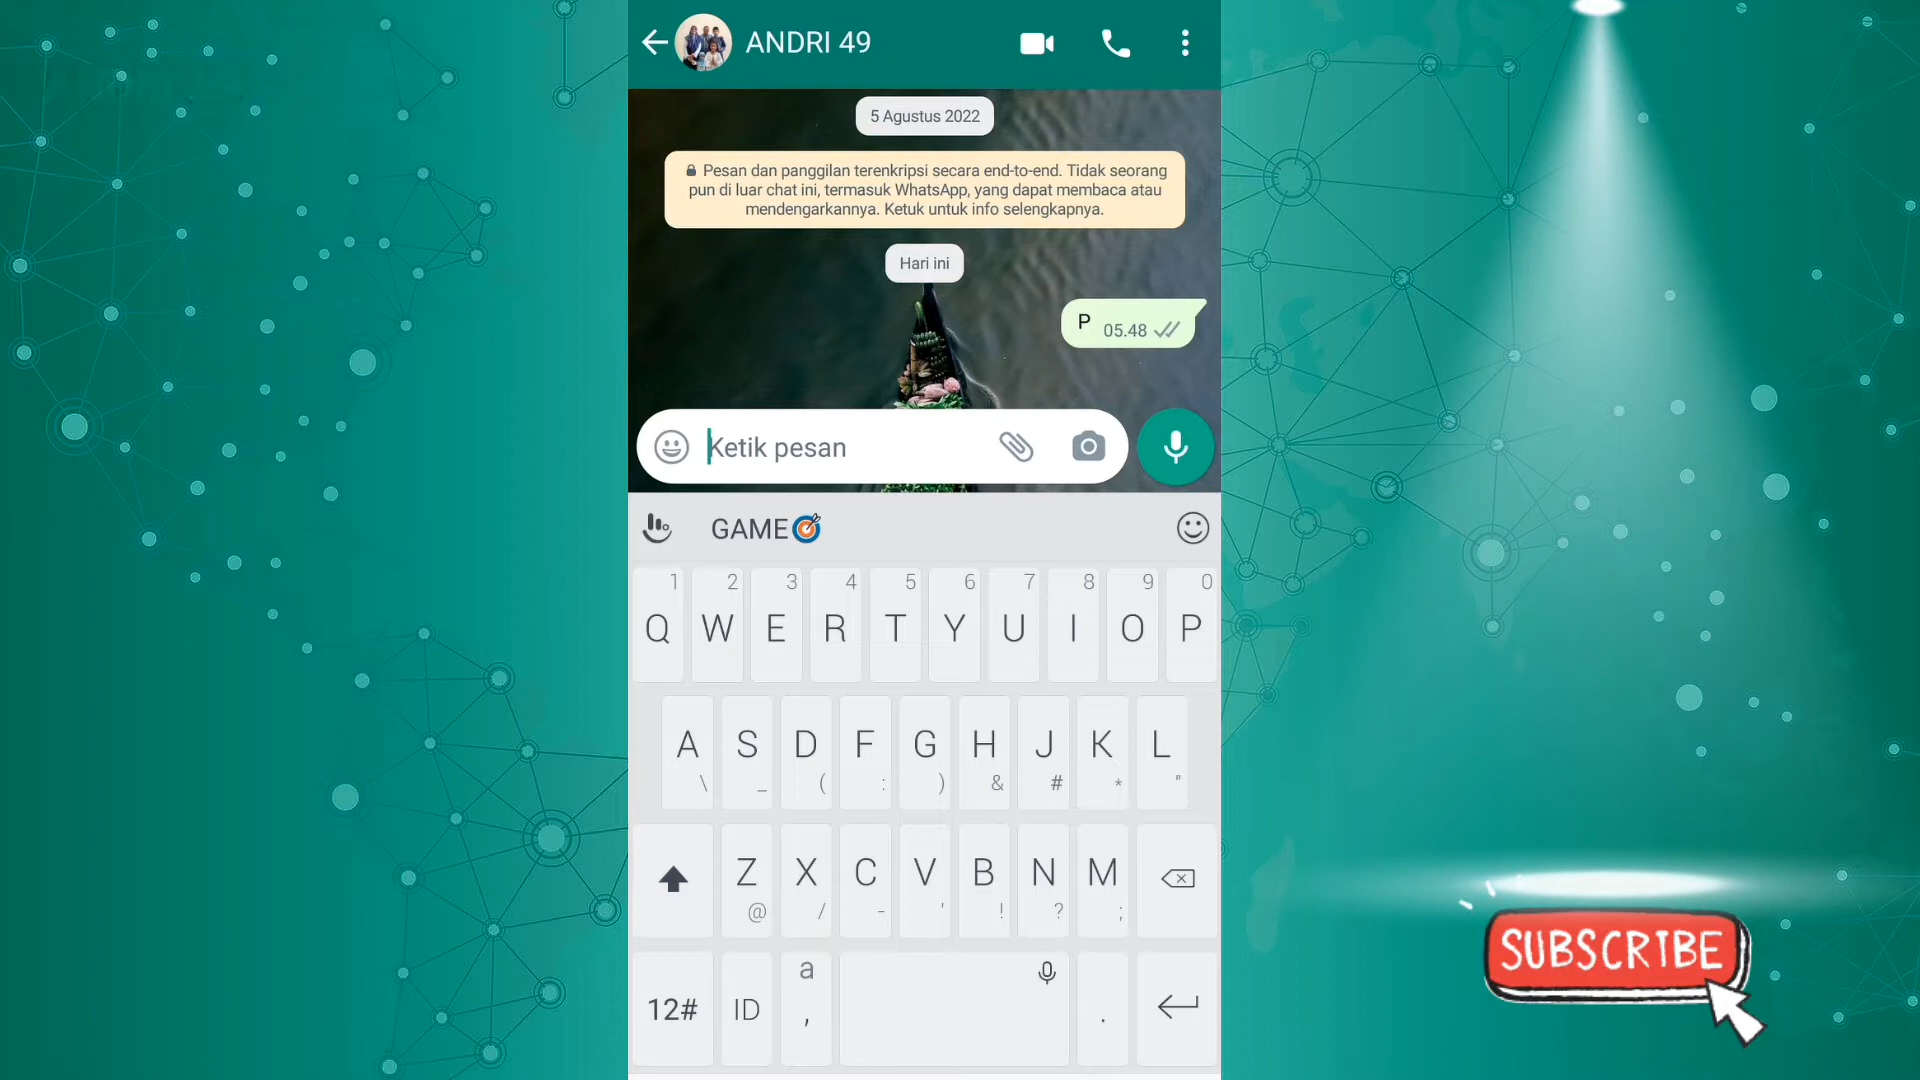 ANDRI 49
5 Agustus 2022
Pesan dan panggilan terenkripsi secara end-to-end. Tidak seorang
pun di luar chat ini, termasuk WhatsApp, yang dapat membaca atau
mendengarkannya. Ketuk untuk info selengkapnya.
Hari ini
P 05.48
Ketik pesan
GAME
1 2 3 4 5 6 7 8 9 0
Q W E R T Y U I O P
A S D F G H J K L
\ _ ( : ) & # * "
Z X C V B N M
@ / - ' ! ? ;
a
12# ID , .
SUBSCRIBE